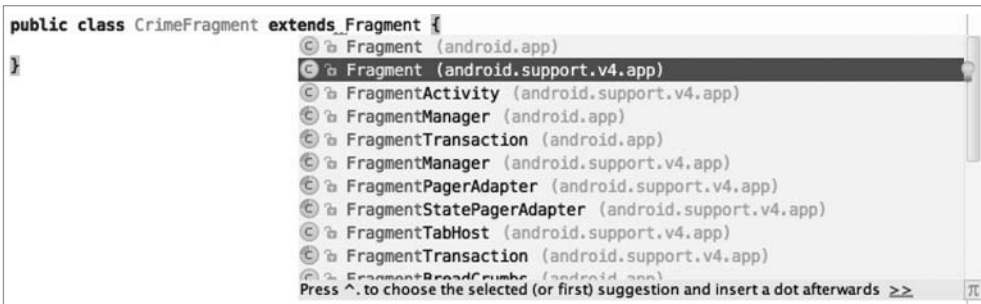 public class CrimeFragment extends Fragment {
Fragment (android.app)
}
Fragment (android.support.v4.app)
FragmentActivity (android.support.v4.app)
FragmentManager (android.app)
FragmentTransaction (android.app)
FragmentManager (android.support.v4.app)
FragmentPagerAdapter (android.support.v4.app)
FragmentStatePagerAdapter (android.support.v4.app)
FragmentTabHost (android.support.v4.app)
FragmentTransaction (android.support.v4.app)
FragmentBreadCrumbs (android.app)
Press ^. to choose the selected (or first) suggestion and insert a dot afterwards >> π